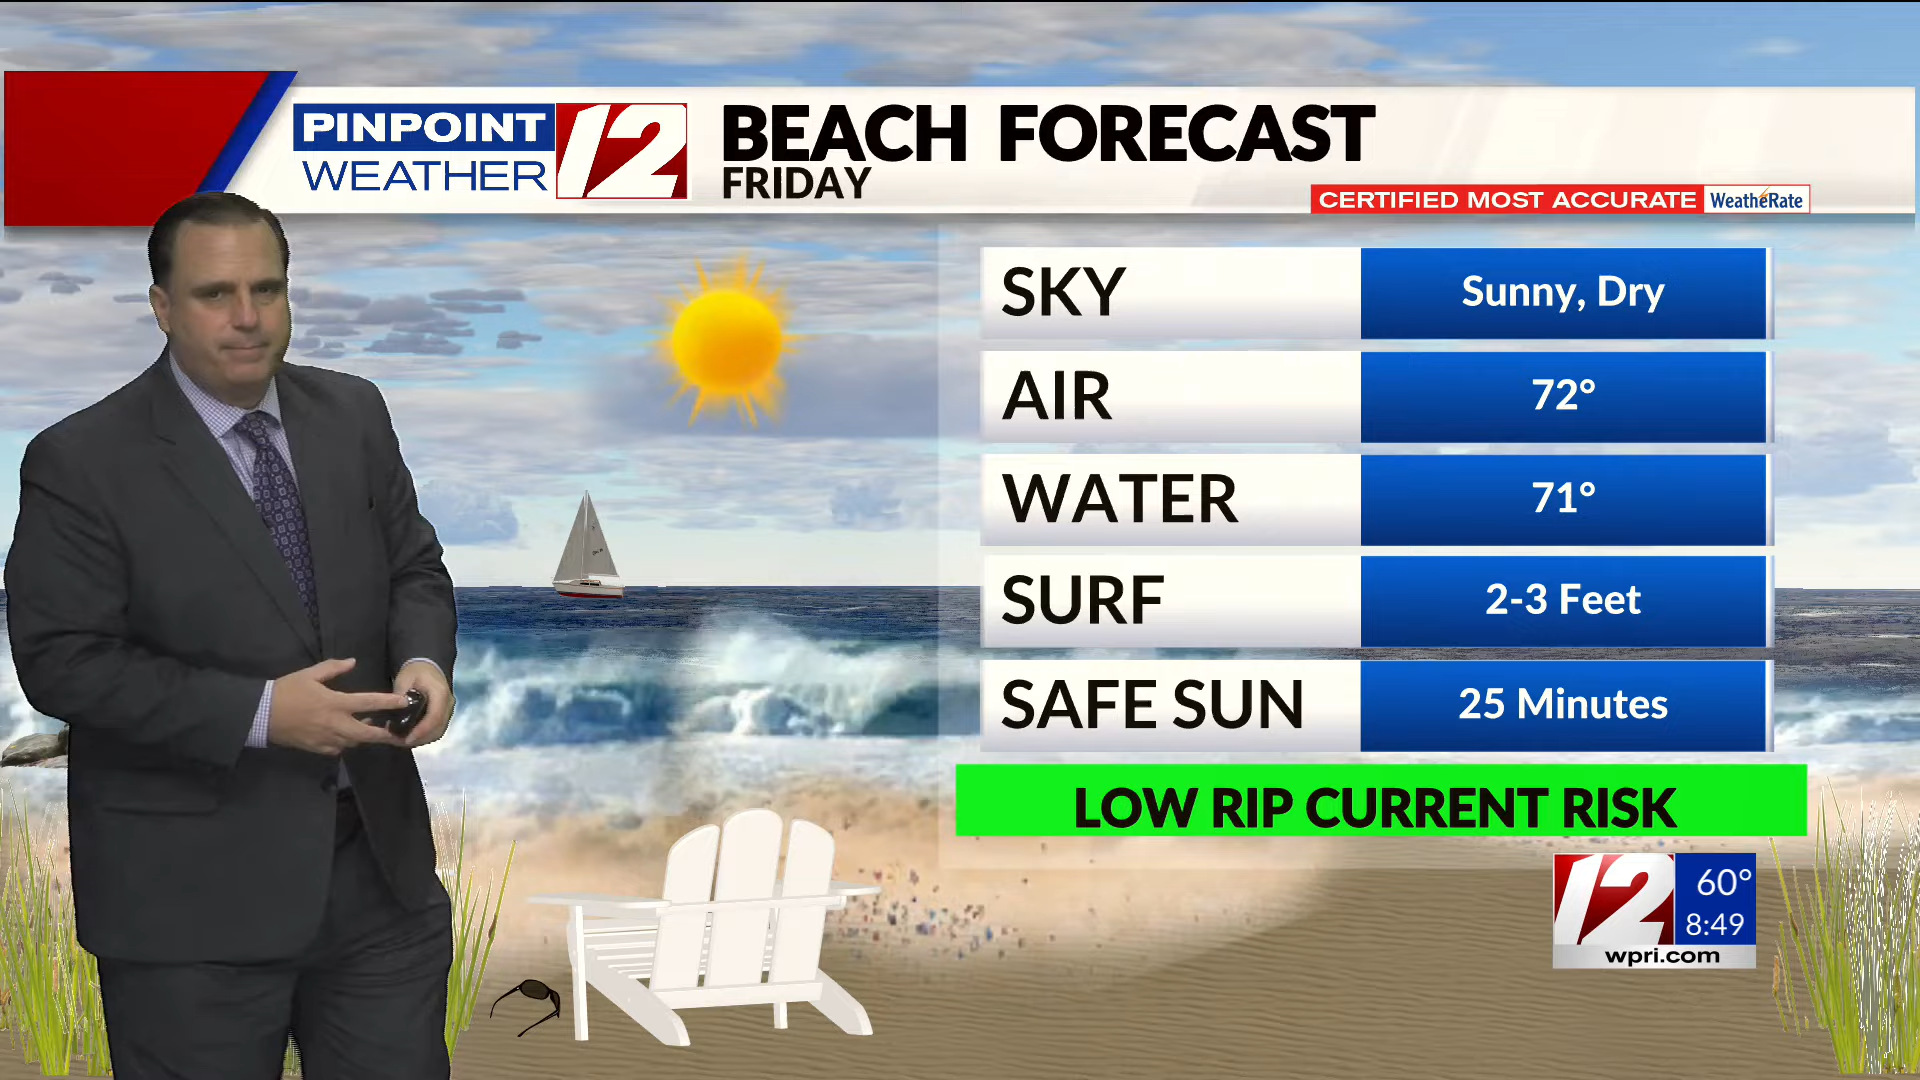 PINPOINT
WEATHER
12
BEACH FORECAST
FRIDAY
CERTIFIED MOST ACCURATE WeatheRate
SKY Sunny, Dry
AIR 72°
WATER 71°
SURF 2-3 Feet
SAFE SUN 25 Minutes
LOW RIP CURRENT RISK
12 60°
8:49
wpri.com